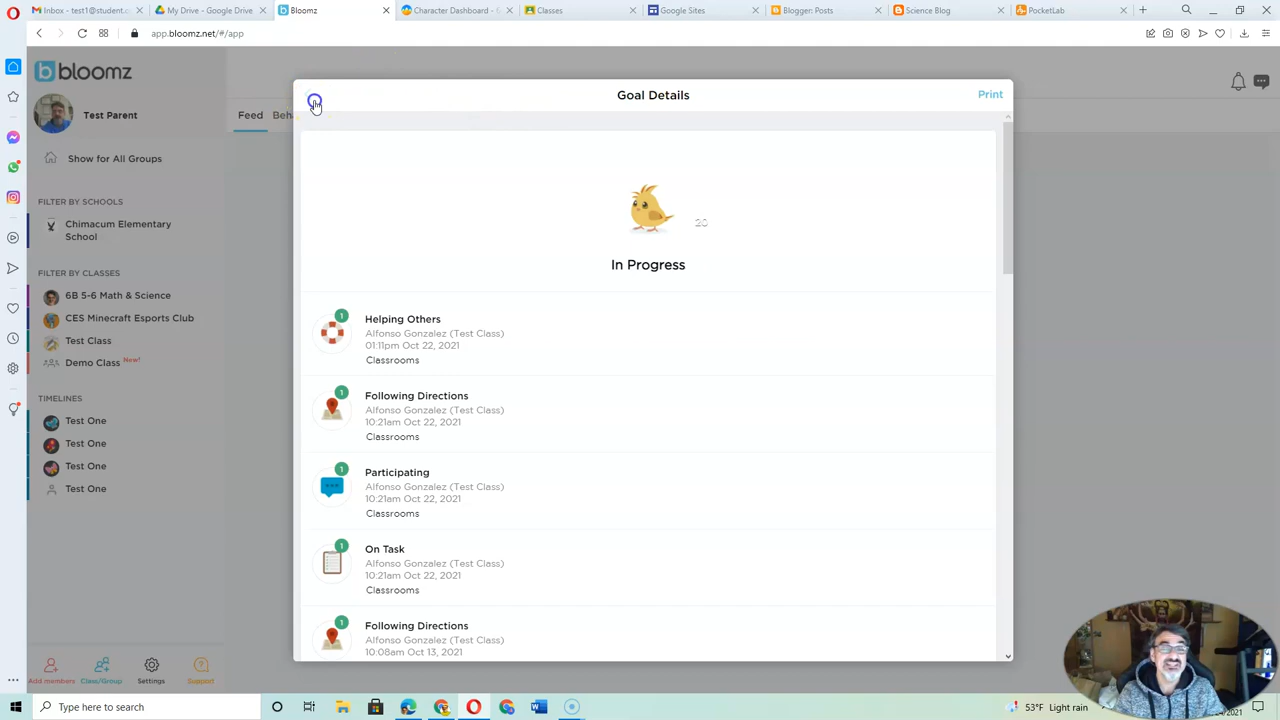 Inbox - test1@student.c
My Drive - Google Drive
Bloomz
Character Dashboard - 6
Classes
Google Sites
Blogger: Posts
Science Blog
PocketLab
app.bloomz.net/#/app
bloomz
Test Parent
Feed
Show for All Groups
FILTER BY SCHOOLS
Chimacum Elementary
School
FILTER BY CLASSES
6B 5-6 Math & Science
CES Minecraft Esports Club
Test Class
Demo Class New!
TIMELINES
Test One
Test One
Test One
Test One
Add members
Class/Group
Settings
Support
Goal Details
Print
20
In Progress
1
Helping Others
Alfonso Gonzalez (Test Class)
01:11pm Oct 22, 2021
Classrooms
1
Following Directions
Alfonso Gonzalez (Test Class)
10:21am Oct 22, 2021
Classrooms
1
Participating
Alfonso Gonzalez (Test Class)
10:21am Oct 22, 2021
Classrooms
1
On Task
Alfonso Gonzalez (Test Class)
10:21am Oct 22, 2021
Classrooms
1
Following Directions
Alfonso Gonzalez (Test Class)
10:08am Oct 13, 2021
Type here to search
53°F Light rain